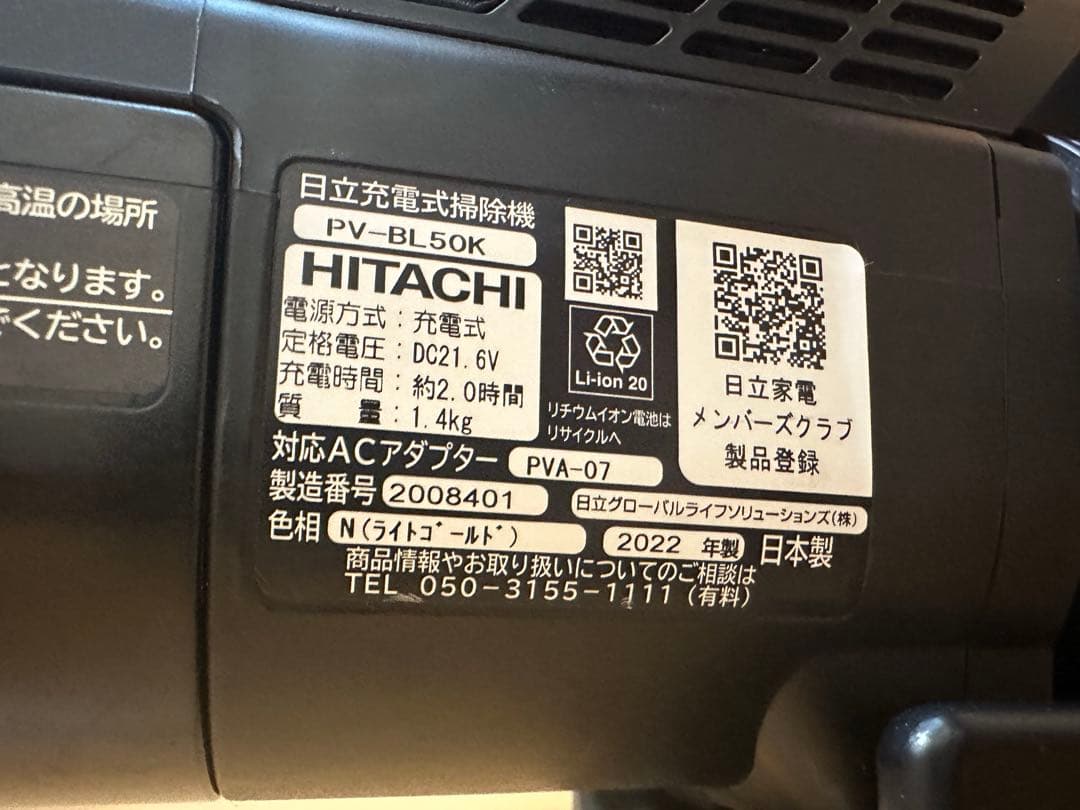 高温の場所
となります。
でください。
日立充電式掃除機
PV-BL50K
HITACHI
電源方式：充電式
定格電圧：DC21.6V
充電時間：約2.0時間
質　量：1.4kg
Li-ion 20
リチウムイオン電池は
リサイクルへ
日立家電
メンバーズクラブ
製品登録
対応ACアダプター PVA-07
製造番号 2008401 日立グローバルライフソリューションズ(株)
色相 N(ライトゴールド) 2022 年製 日本製
商品情報やお取り扱いについてのご相談は
TEL 050-3155-1111(有料)